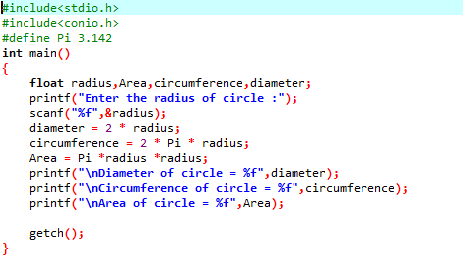 #include<stdio.h>
#include<conio.h>
#define Pi 3.142
int main()
{
    float radius,Area,circumference,diameter;
    printf("Enter the radius of circle :");
    scanf("%f",&radius);
    diameter = 2 * radius;
    circumference = 2 * Pi * radius;
    Area = Pi *radius *radius;
    printf("\nDiameter of circle = %f",diameter);
    printf("\nCircumference of circle = %f",circumference);
    printf("\nArea of circle = %f",Area);

    getch();
}